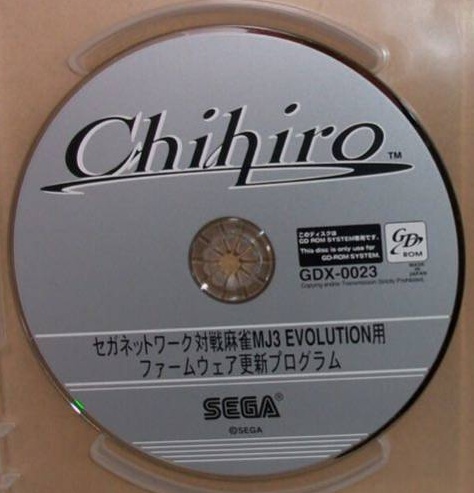 Chihiro™
このディスクは
GD ROM SYSTEM専用です。
This disc is only use for
GD-ROM SYSTEM.
GD
ROM
GDX-0023
MADE
IN JAPAN
Copying and/or Transmission Strictly Prohibited.
セガネットワーク対戦麻雀MJ3 EVOLUTION用
ファームウェア更新プログラム
SEGA®
©SEGA